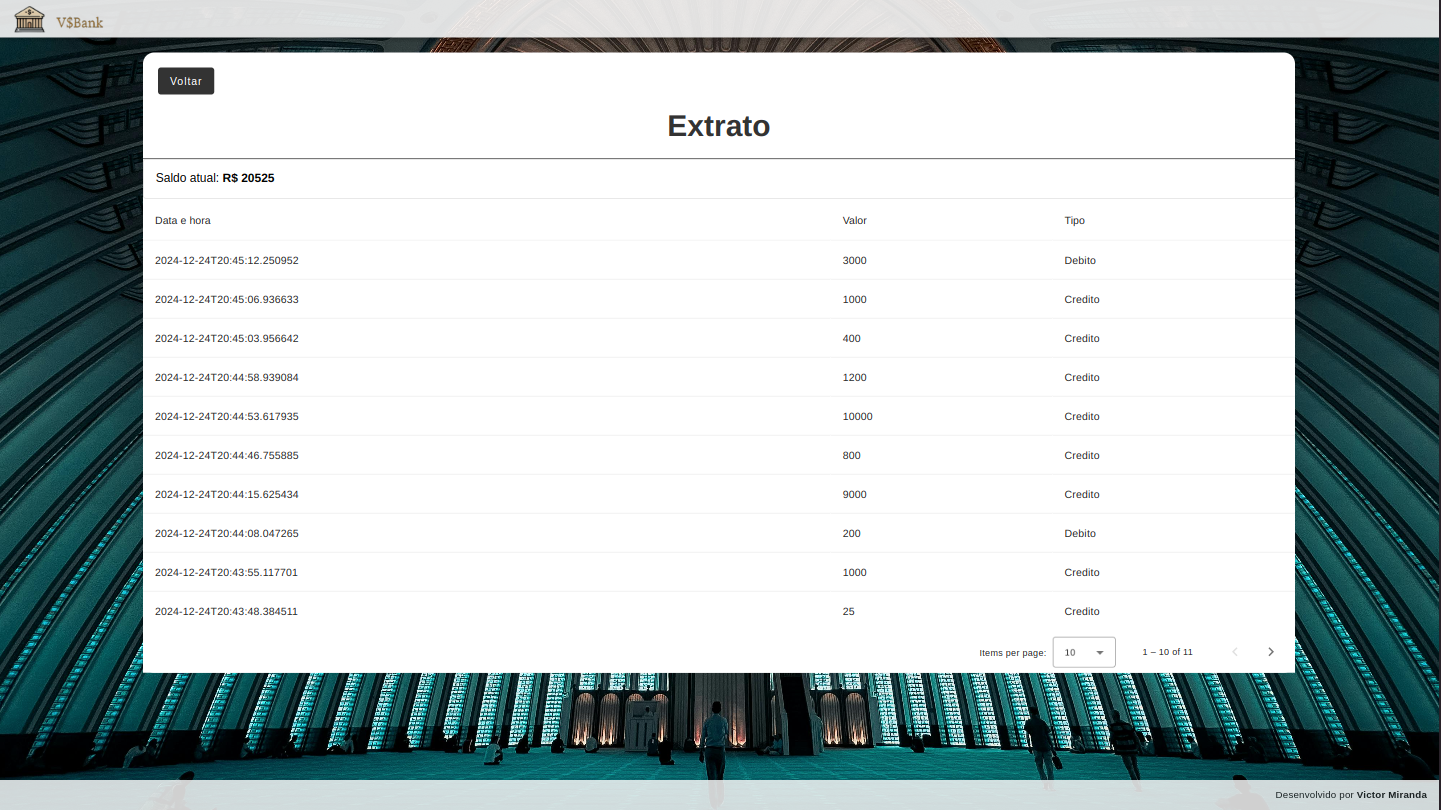 V$Bank
Voltar
Extrato
Saldo atual: R$ 20525
Data e hora Valor Tipo
2024-12-24T20:45:12.250952 3000 Debito
2024-12-24T20:45:06.936633 1000 Credito
2024-12-24T20:45:03.956642 400 Credito
2024-12-24T20:44:58.939084 1200 Credito
2024-12-24T20:44:53.617935 10000 Credito
2024-12-24T20:44:46.755885 800 Credito
2024-12-24T20:44:15.625434 9000 Credito
2024-12-24T20:44:08.047265 200 Debito
2024-12-24T20:43:55.117701 1000 Credito
2024-12-24T20:43:48.384511 25 Credito
Items per page: 10 1 – 10 of 11
Desenvolvido por Victor Miranda